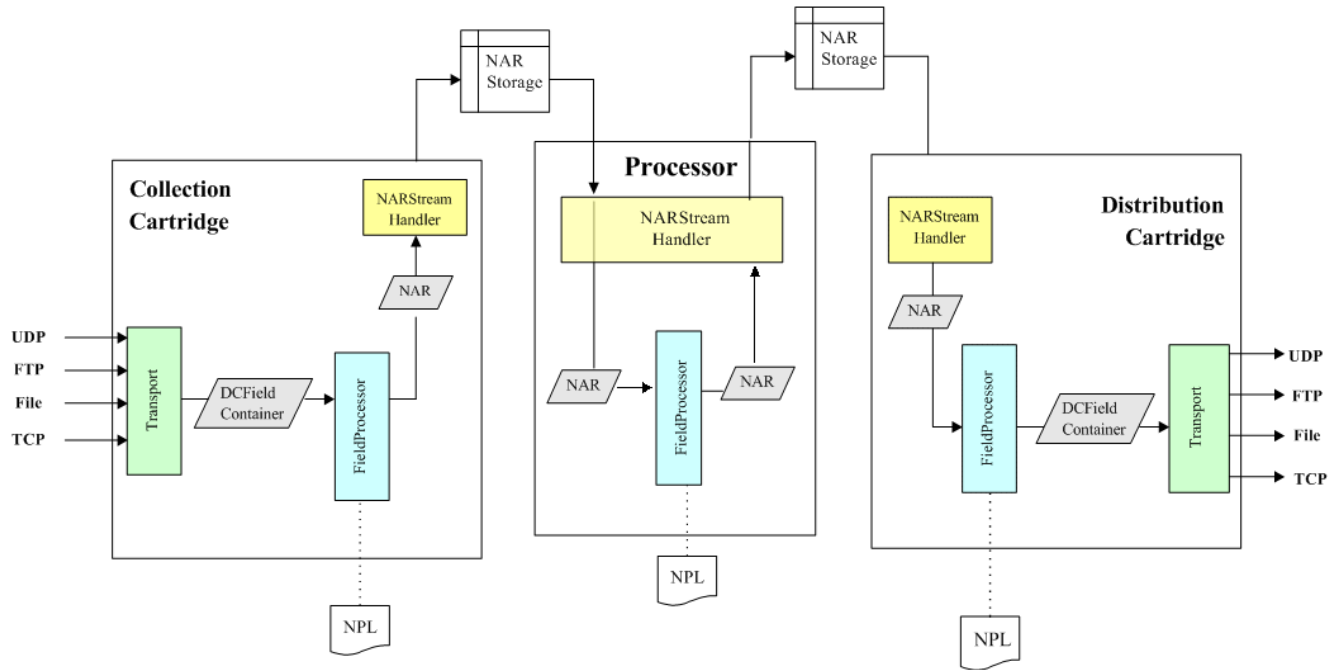 NAR
Storage
NAR
Storage
Collection
Cartridge
NARStream
Handler
NAR
UDP
FTP
File
TCP
Transport
DCField
Container
FieldProcessor
NPL
Processor
NARStream
Handler
NAR
FieldProcessor
NAR
NPL
Distribution
Cartridge
NARStream
Handler
NAR
FieldProcessor
DCField
Container
Transport
UDP
FTP
File
TCP
NPL